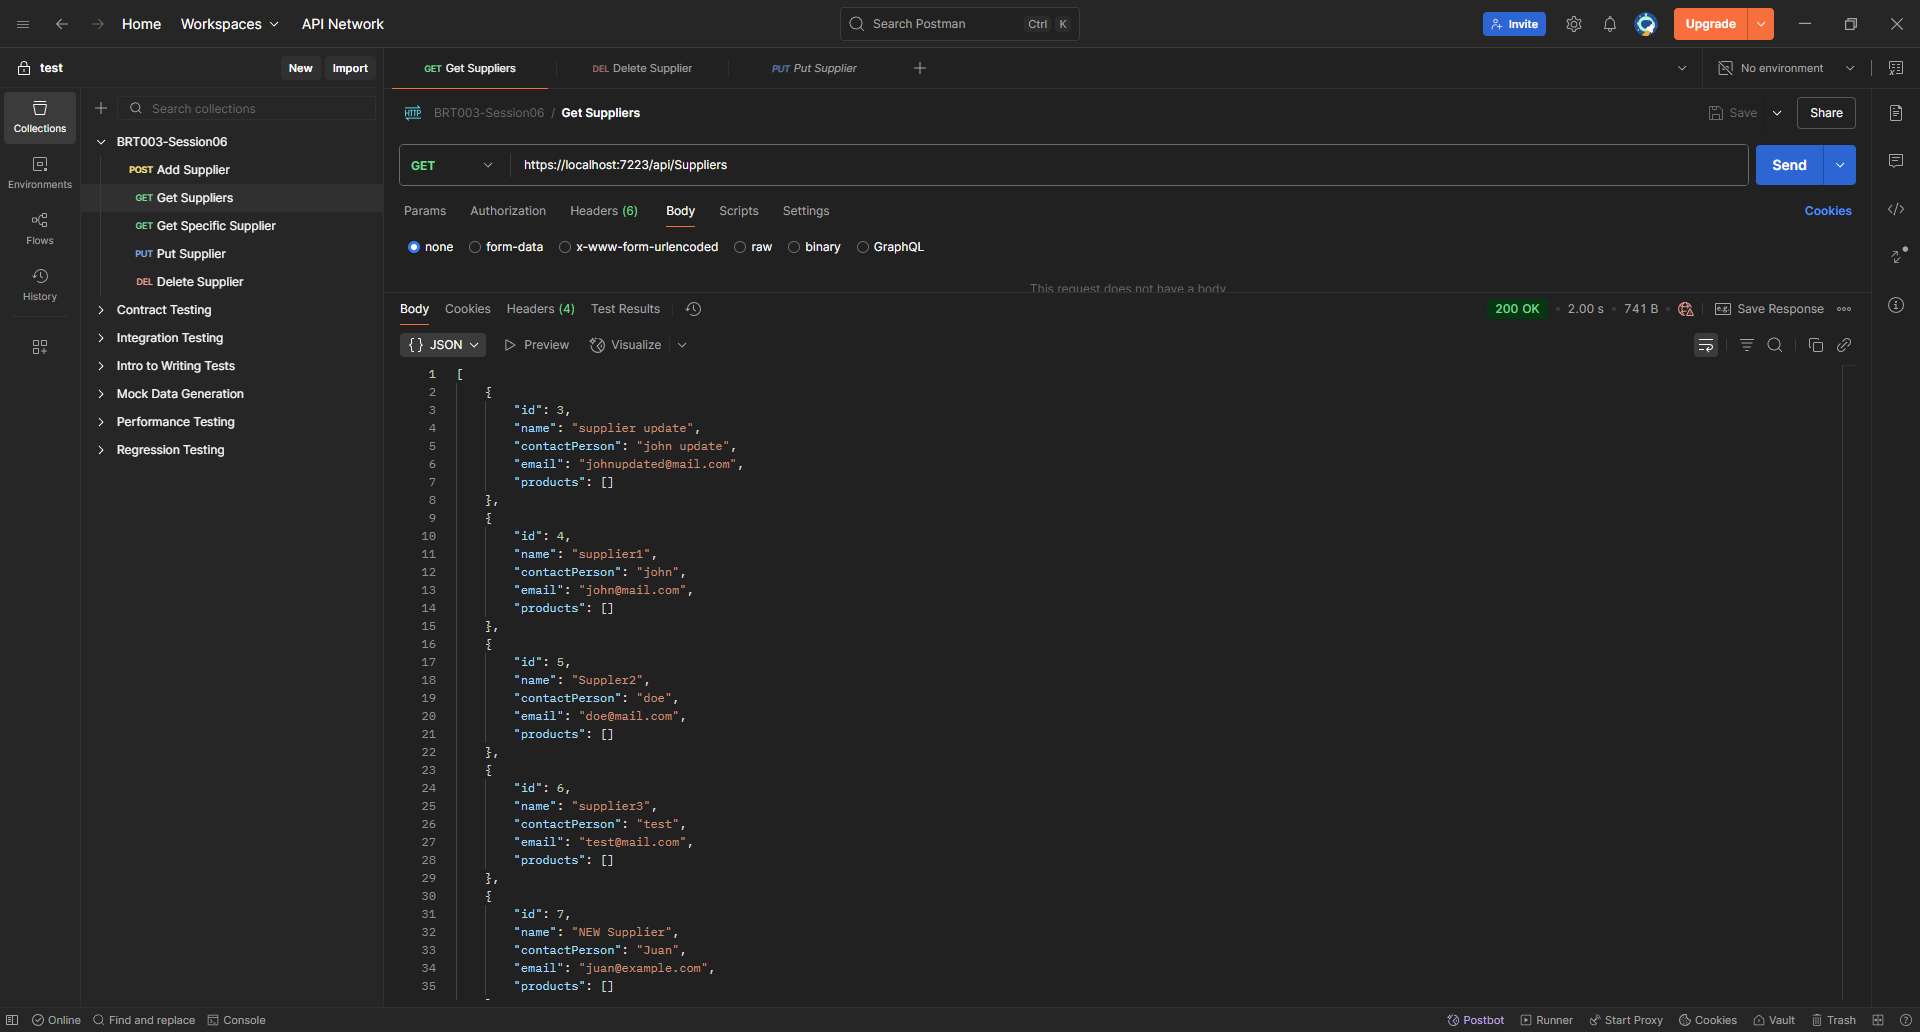 Home Workspaces API Network Search Postman Ctrl K Invite Upgrade
test New Import GET Get Suppliers DEL Delete Supplier PUT Put Supplier No environment
Collections
Environments
Flows
History
Search collections
BRT003-Session06
POST Add Supplier
GET Get Suppliers
GET Get Specific Supplier
PUT Put Supplier
DEL Delete Supplier
Contract Testing
Integration Testing
Intro to Writing Tests
Mock Data Generation
Performance Testing
Regression Testing
HTTP BRT003-Session06 / Get Suppliers Save Share
GET https://localhost:7223/api/Suppliers Send
Params Authorization Headers (6) Body Scripts Settings Cookies
none form-data x-www-form-urlencoded raw binary GraphQL
This request does not have a body
Body Cookies Headers (4) Test Results 200 OK • 2.00 s • 741 B • e.g. Save Response
{} JSON Preview Visualize
1 [
2 {
3 "id": 3,
4 "name": "supplier update",
5 "contactPerson": "john update",
6 "email": "johnupdated@mail.com",
7 "products": []
8 },
9 {
10 "id": 4,
11 "name": "supplier1",
12 "contactPerson": "john",
13 "email": "john@mail.com",
14 "products": []
15 },
16 {
17 "id": 5,
18 "name": "Suppler2",
19 "contactPerson": "doe",
20 "email": "doe@mail.com",
21 "products": []
22 },
23 {
24 "id": 6,
25 "name": "supplier3",
26 "contactPerson": "test",
27 "email": "test@mail.com",
28 "products": []
29 },
30 {
31 "id": 7,
32 "name": "NEW Supplier",
33 "contactPerson": "Juan",
34 "email": "juan@example.com",
35 "products": []
Online Find and replace Console Postbot Runner Start Proxy Cookies Vault Trash